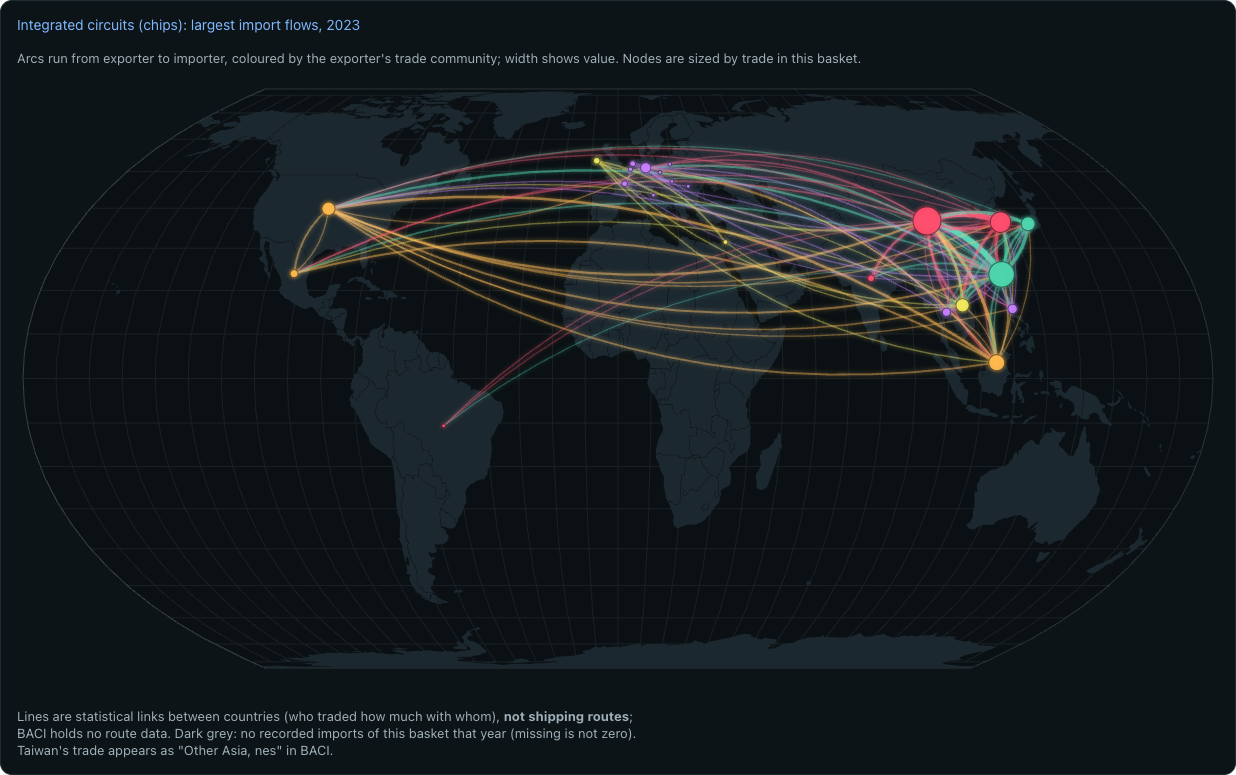 Integrated circuits (chips): largest import flows, 2023
Arcs run from exporter to importer, coloured by the exporter's trade community; width shows value. Nodes are sized by trade in this basket.
Lines are statistical links between countries (who traded how much with whom), not shipping routes;
BACI holds no route data. Dark grey: no recorded imports of this basket that year (missing is not zero).
Taiwan's trade appears as "Other Asia, nes" in BACI.